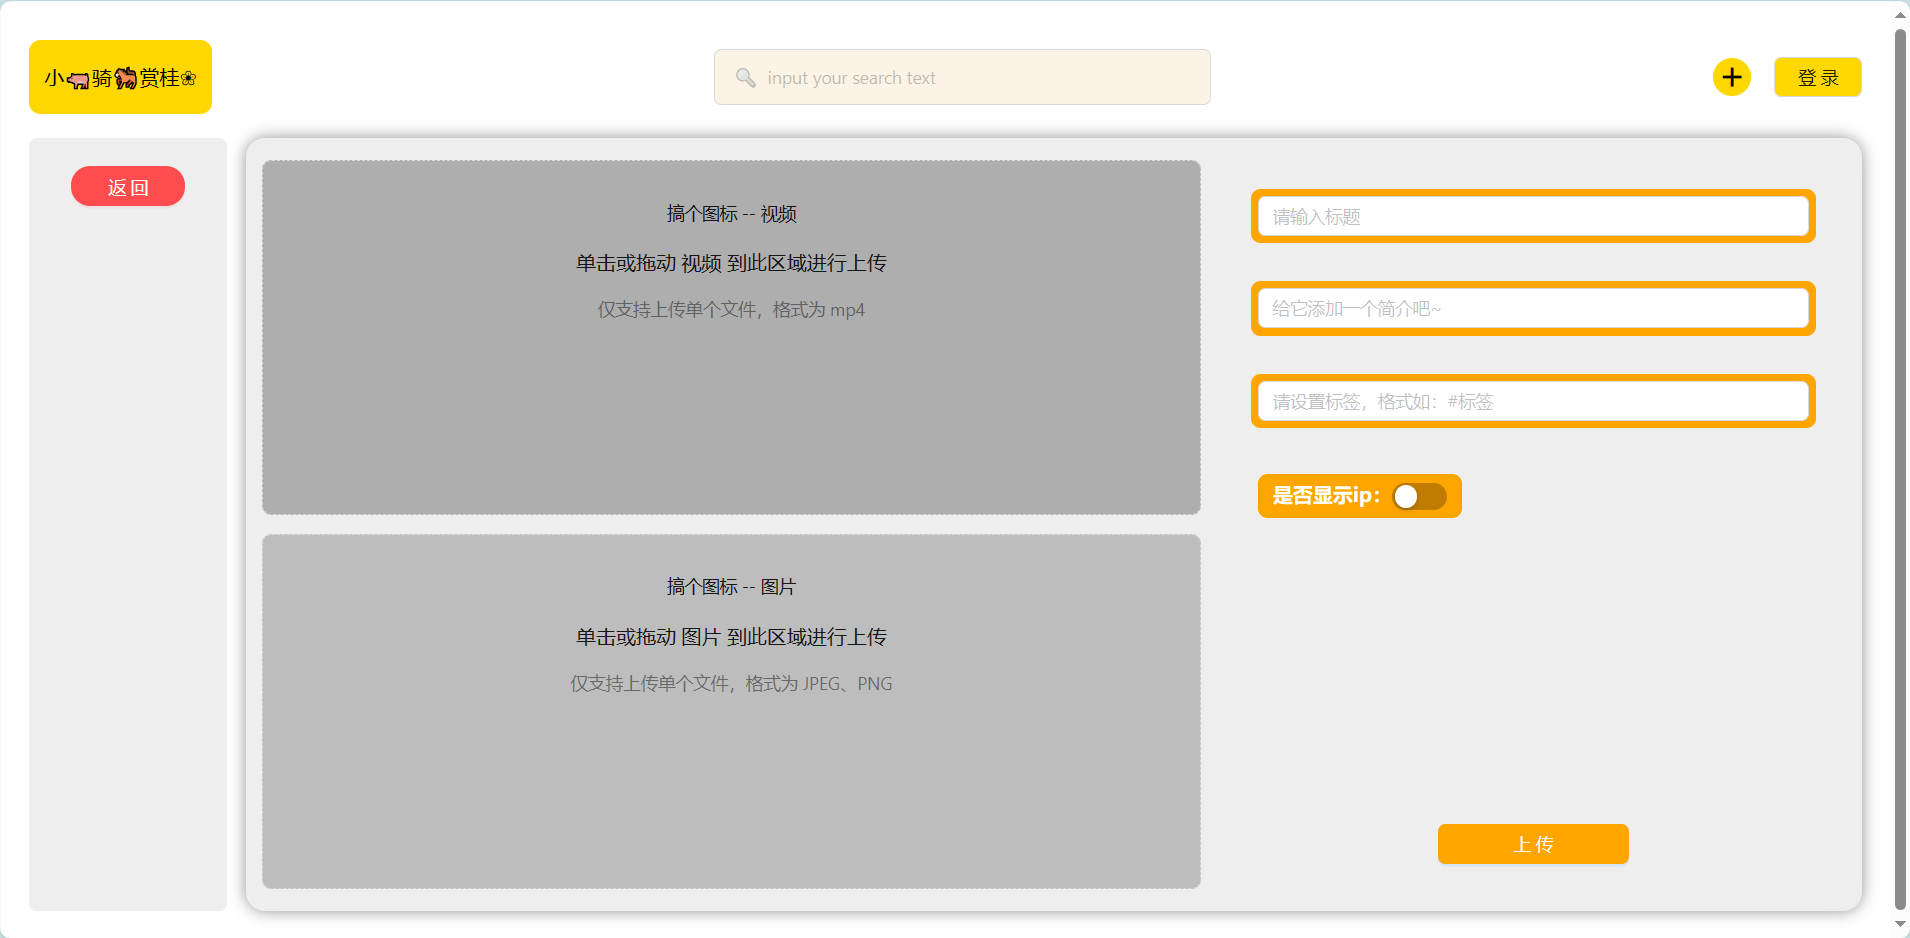 小🐖骑🐎赏桂❀
input your search text
登 录
返 回
搞个图标 -- 视频
单击或拖动 视频 到此区域进行上传
仅支持上传单个文件，格式为 mp4
搞个图标 -- 图片
单击或拖动 图片 到此区域进行上传
仅支持上传单个文件，格式为 JPEG、PNG
请输入标题
给它添加一个简介吧~
请设置标签，格式如：#标签
是否显示ip：
上 传